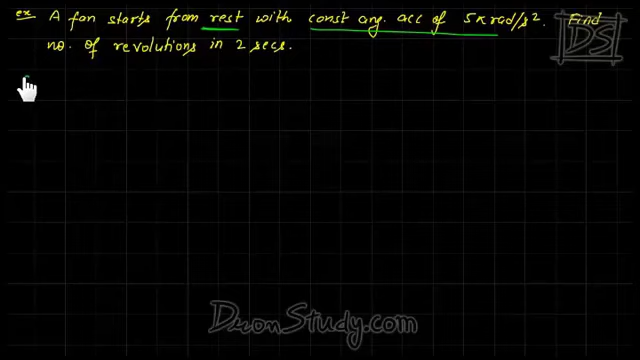 ex A fan starts from rest with const ang. acc of 5π rad/s². Find
no. of revolutions in 2 secs.
DS
DronStudy.com